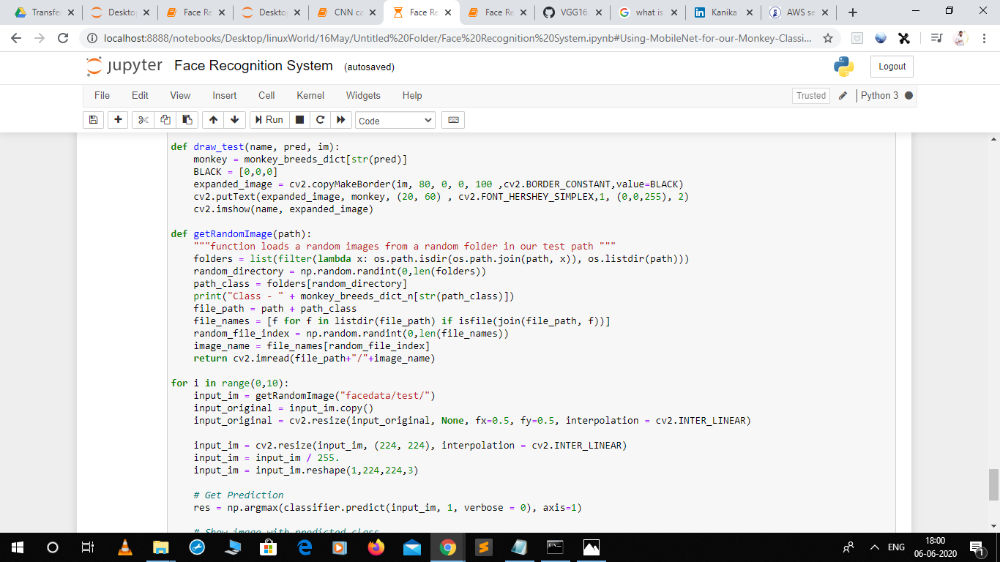 Transfe
Deskto
Face Re
Deskto
CNN ca
Face Re
Face Re
VGG16.
what is
Kanika
AWS se
localhost:8888/notebooks/Desktop/linuxWorld/16May/Untitled%20Folder/Face%20Recognition%20System.ipynb#Using-MobileNet-for-our-Monkey-Classi...
jupyter Face Recognition System (autosaved)
Logout
File Edit View Insert Cell Kernel Widgets Help
Trusted Python 3
Run Code
def draw_test(name, pred, im):
    monkey = monkey_breeds_dict[str(pred)]
    BLACK = [0,0,0]
    expanded_image = cv2.copyMakeBorder(im, 80, 0, 0, 100 ,cv2.BORDER_CONSTANT,value=BLACK)
    cv2.putText(expanded_image, monkey, (20, 60) , cv2.FONT_HERSHEY_SIMPLEX,1, (0,0,255), 2)
    cv2.imshow(name, expanded_image)
def getRandomImage(path):
    """function loads a random images from a random folder in our test path """
    folders = list(filter(lambda x: os.path.isdir(os.path.join(path, x)), os.listdir(path)))
    random_directory = np.random.randint(0,len(folders))
    path_class = folders[random_directory]
    print("Class - " + monkey_breeds_dict_n[str(path_class)])
    file_path = path + path_class
    file_names = [f for f in listdir(file_path) if isfile(join(file_path, f))]
    random_file_index = np.random.randint(0,len(file_names))
    image_name = file_names[random_file_index]
    return cv2.imread(file_path+"/"+image_name)
for i in range(0,10):
    input_im = getRandomImage("facedata/test/")
    input_original = input_im.copy()
    input_original = cv2.resize(input_original, None, fx=0.5, fy=0.5, interpolation = cv2.INTER_LINEAR)
    input_im = cv2.resize(input_im, (224, 224), interpolation = cv2.INTER_LINEAR)
    input_im = input_im / 255.
    input_im = input_im.reshape(1,224,224,3)
    # Get Prediction
    res = np.argmax(classifier.predict(input_im, 1, verbose = 0), axis=1)
    # Show image with predicted class
ENG
18:00
06-06-2020
1